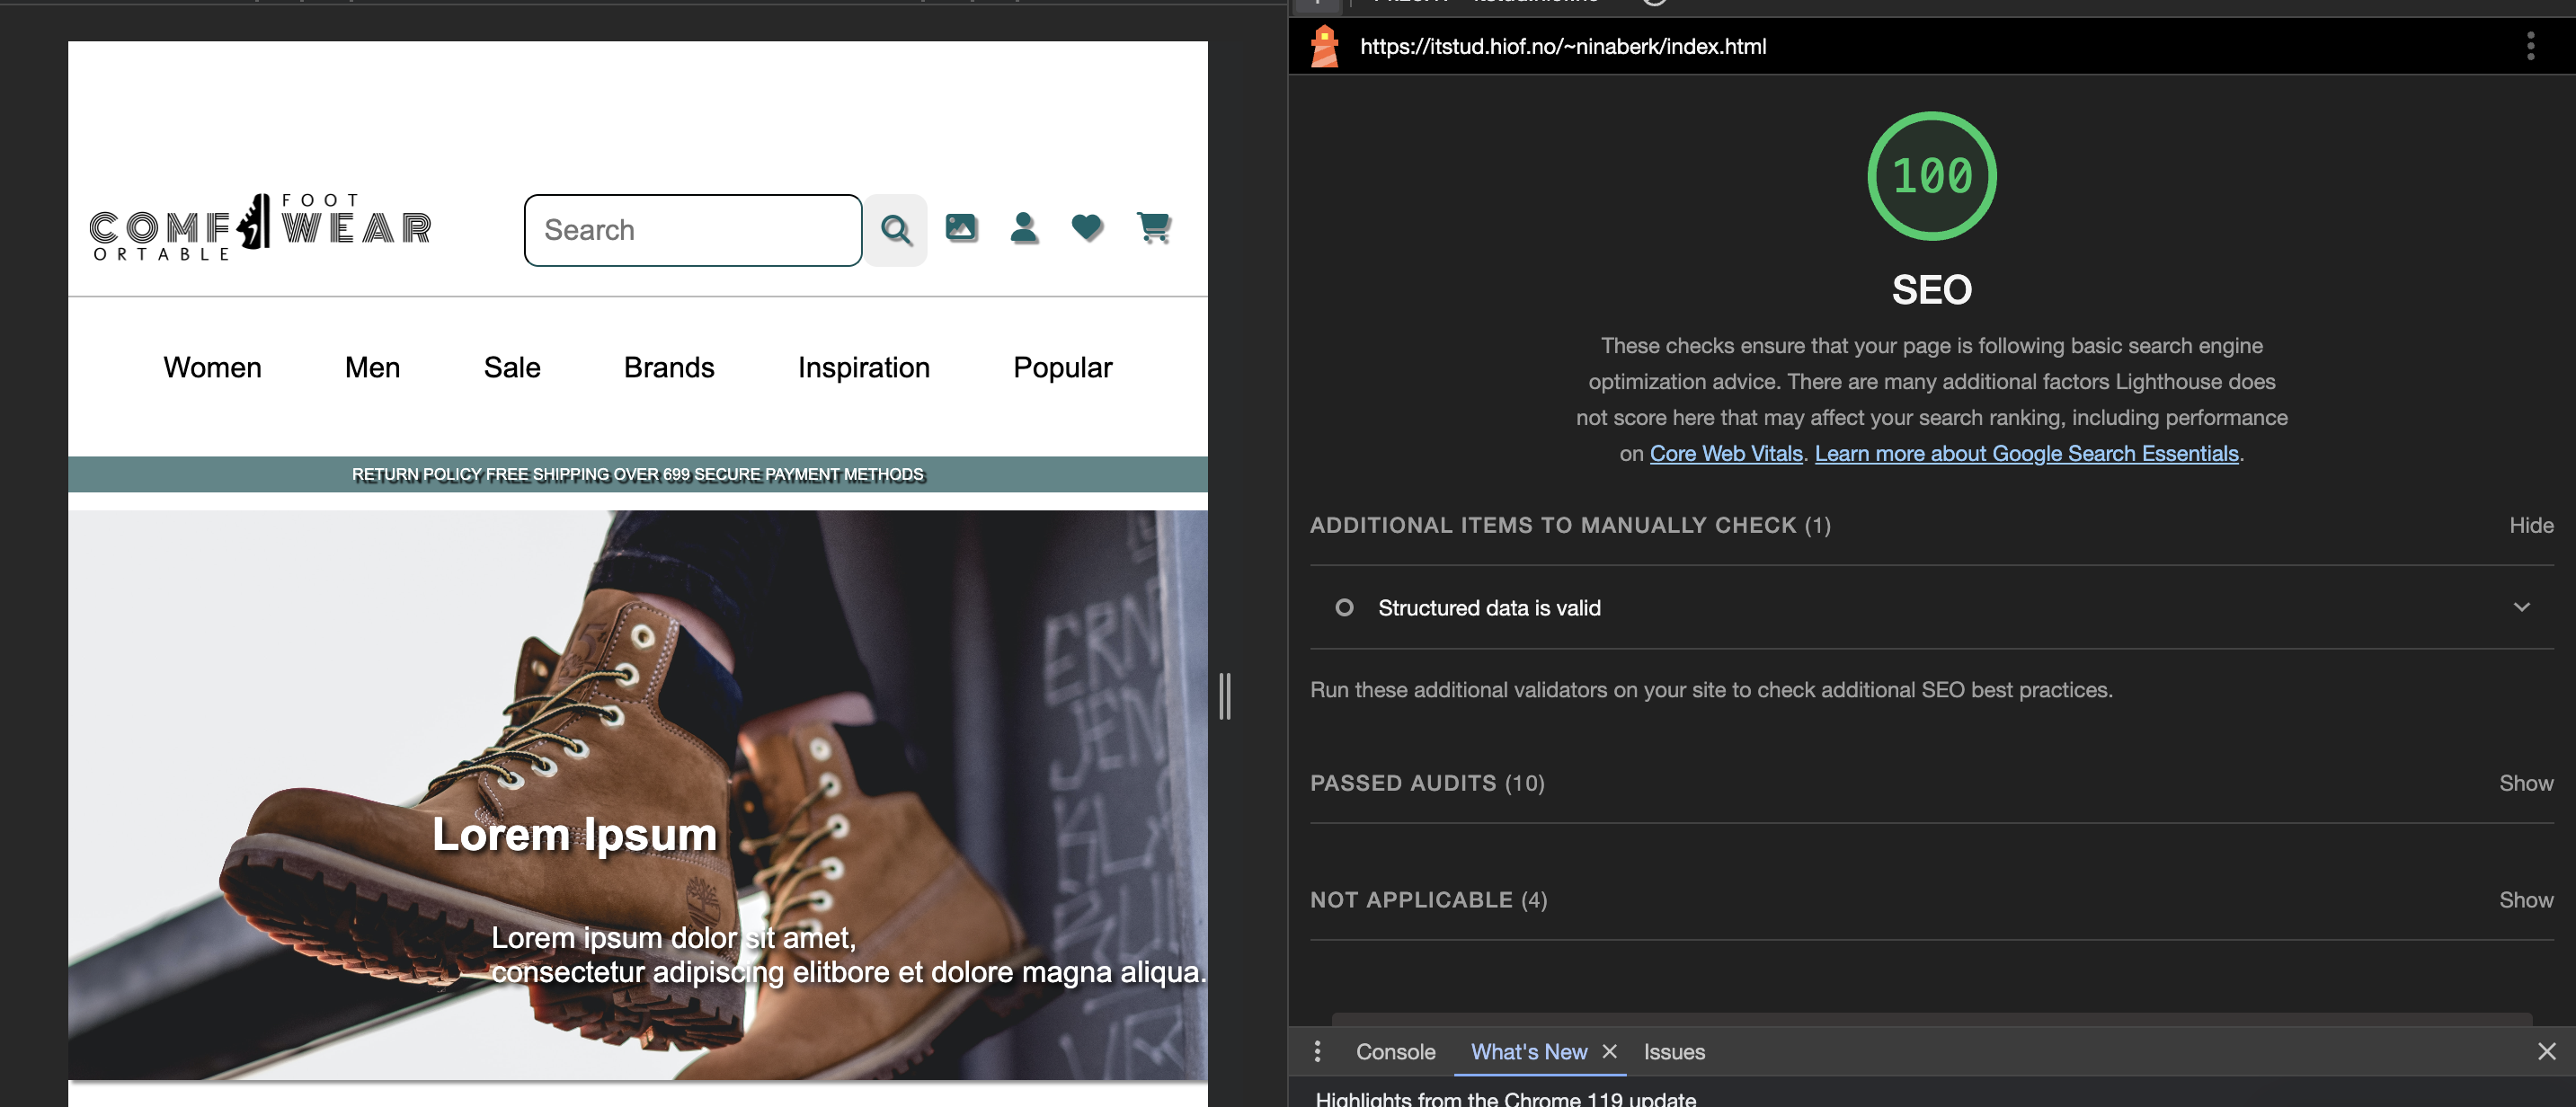 COMF
ORTABLE
FOOT
WEAR
Search
Women Men Sale Brands Inspiration Popular
RETURN POLICY FREE SHIPPING OVER 699 SECURE PAYMENT METHODS
Lorem Ipsum
Lorem ipsum dolor sit amet,
consectetur adipiscing elitbore et dolore magna aliqua.
https://itstud.hiof.no/~ninaberk/index.html
100
SEO
These checks ensure that your page is following basic search engine
optimization advice. There are many additional factors Lighthouse does
not score here that may affect your search ranking, including performance
on Core Web Vitals. Learn more about Google Search Essentials.
ADDITIONAL ITEMS TO MANUALLY CHECK (1) Hide
Structured data is valid
Run these additional validators on your site to check additional SEO best practices.
PASSED AUDITS (10) Show
NOT APPLICABLE (4) Show
Console What's New Issues
Highlights from the Chrome 119 update